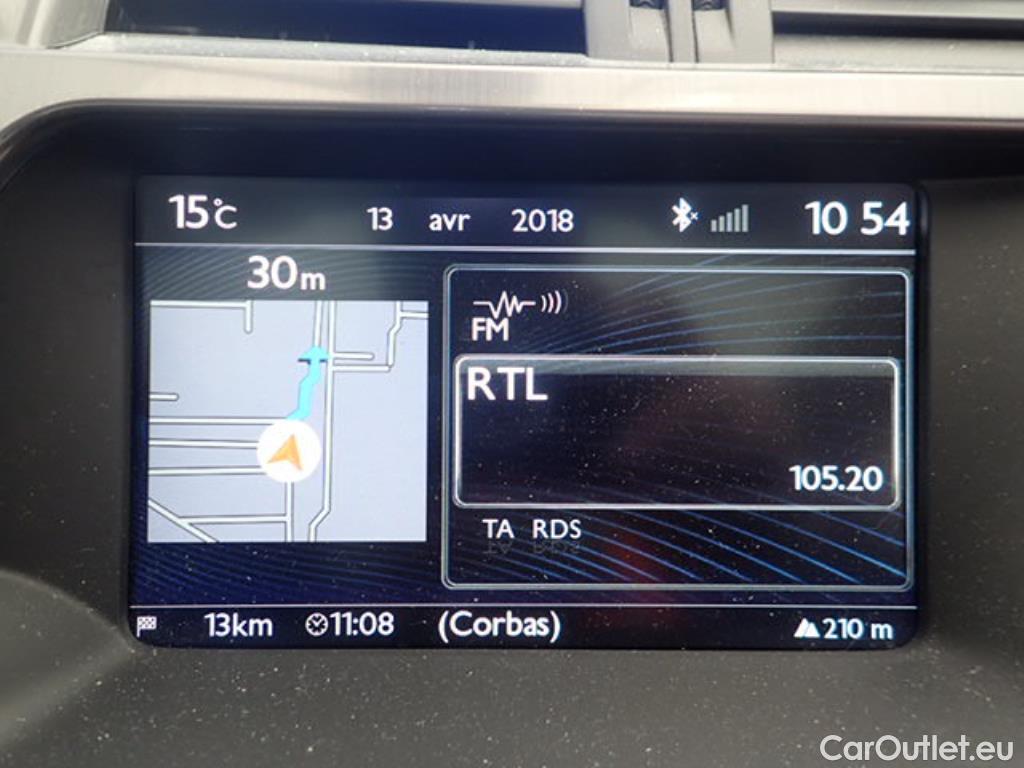 15°C 13 avr 2018 10 54
30m
FM
RTL
105.20
TA RDS
13km 11:08 (Corbas) 210 m
CarOutlet.eu